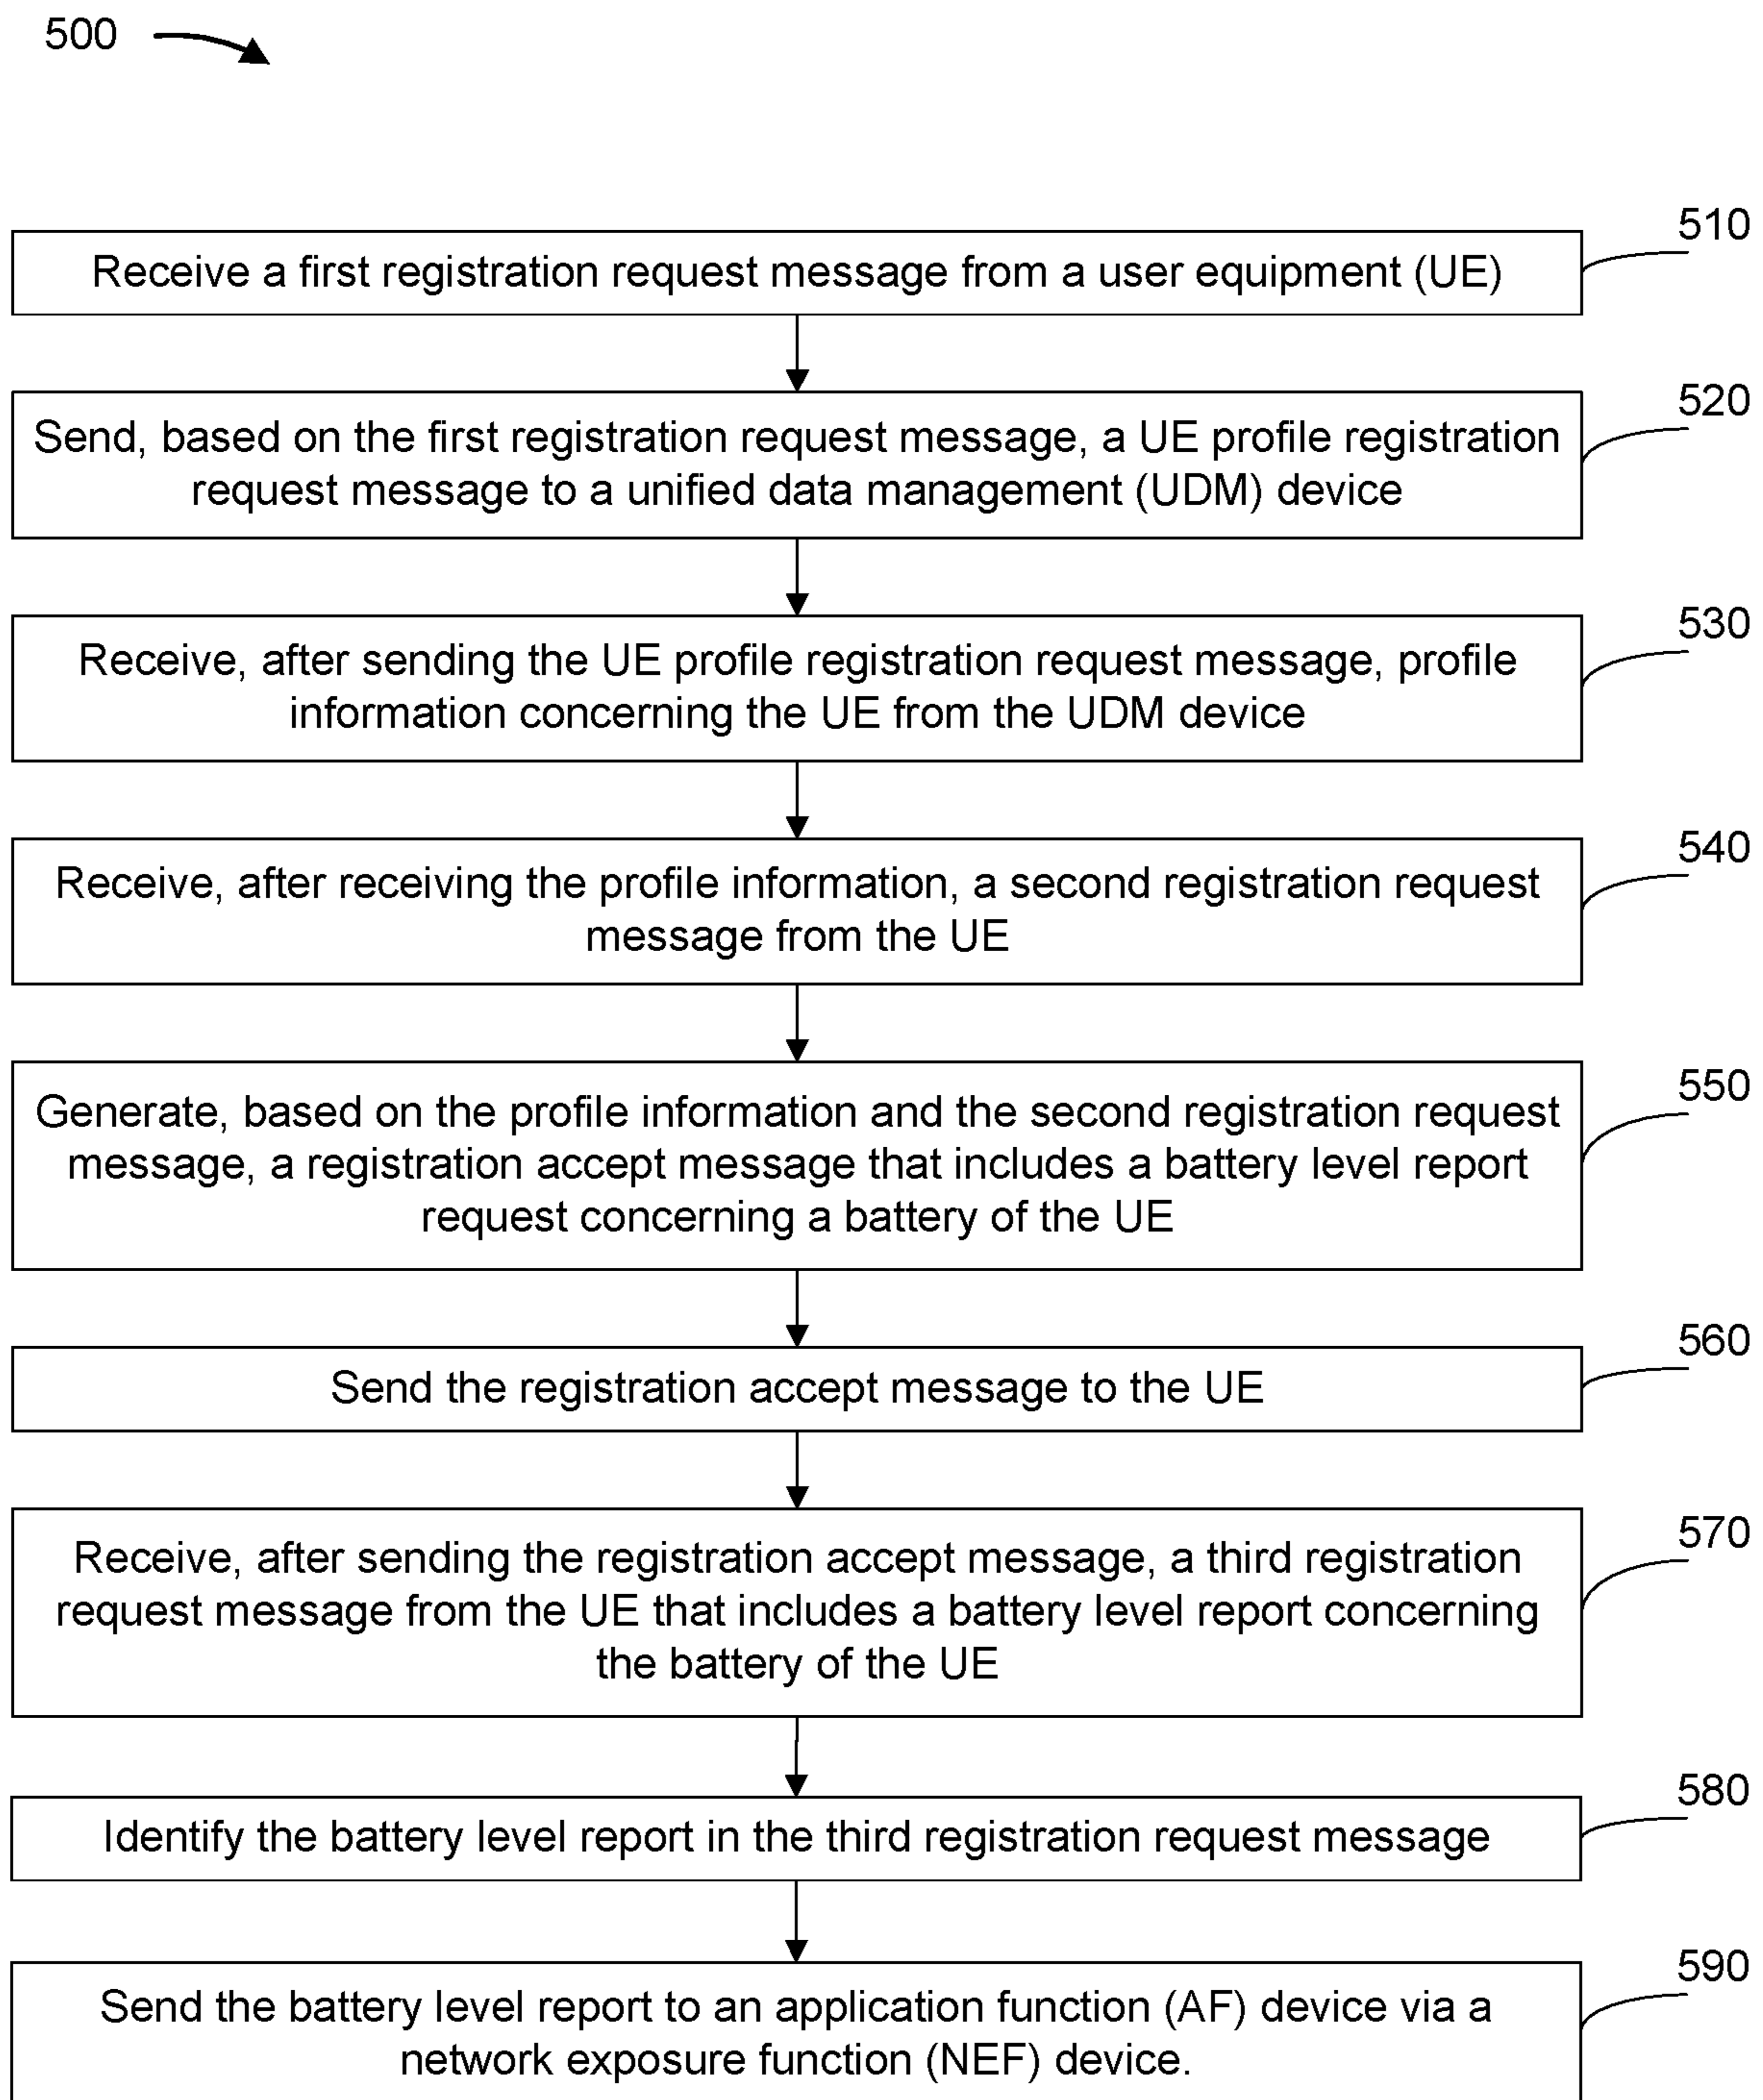 500
510
Receive a first registration request message from a user equipment (UE)
520
Send, based on the first registration request message, a UE profile registration
request message to a unified data management (UDM) device
530
Receive, after sending the UE profile registration request message, profile
information concerning the UE from the UDM device
540
Receive, after receiving the profile information, a second registration request
message from the UE
550
Generate, based on the profile information and the second registration request
message, a registration accept message that includes a battery level report
request concerning a battery of the UE
560
Send the registration accept message to the UE
570
Receive, after sending the registration accept message, a third registration
request message from the UE that includes a battery level report concerning
the battery of the UE
580
Identify the battery level report in the third registration request message
590
Send the battery level report to an application function (AF) device via a
network exposure function (NEF) device.